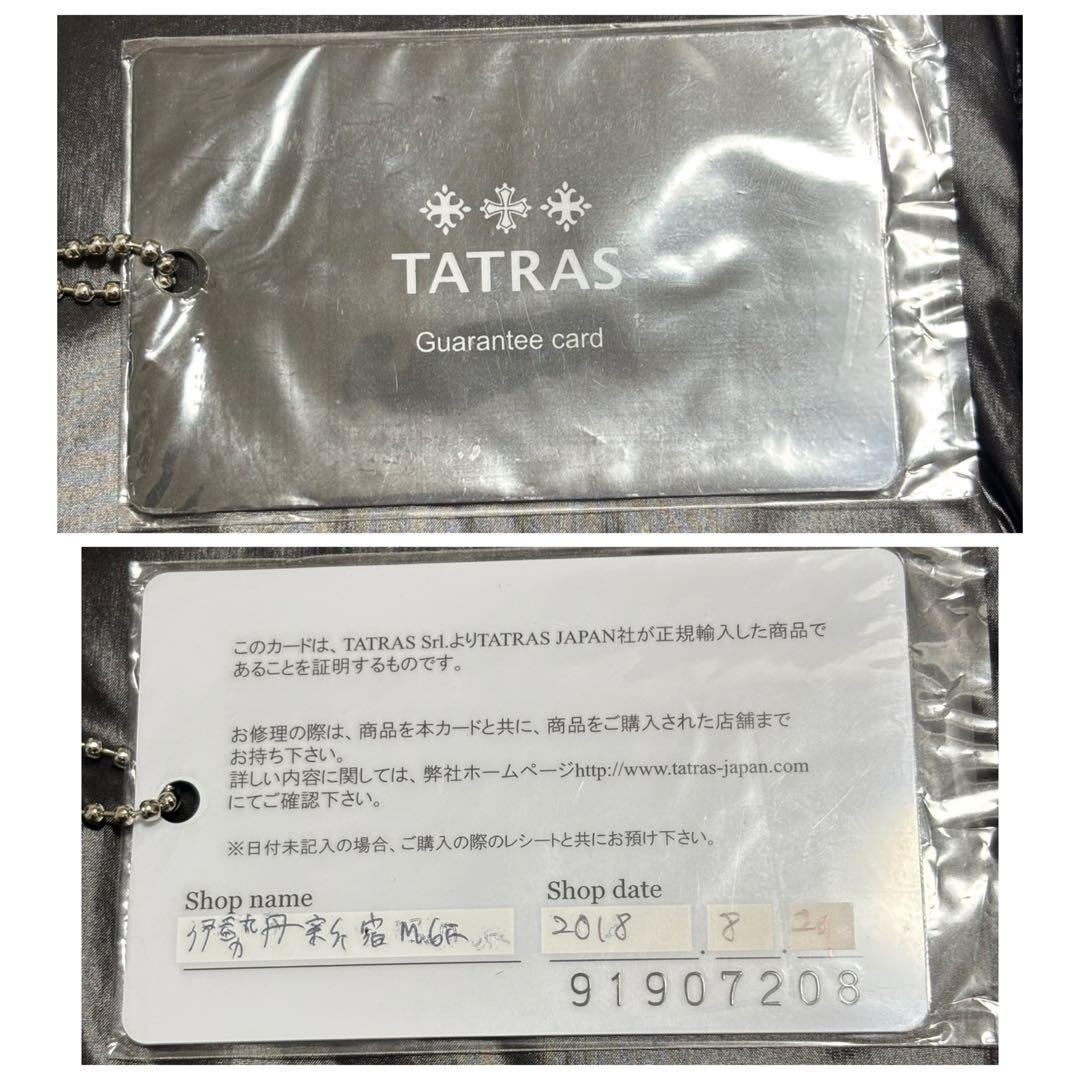 TATRAS
Guarantee card
このカードは、TATRAS Srl.よりTATRAS JAPAN社が正規輸入した商品で
あることを証明するものです。
お修理の際は、商品を本カードと共に、商品をご購入された店舗まで
お持ち下さい。
詳しい内容に関しては、弊社ホームページhttp://www.tatras-japan.com
にてご確認下さい。
※日付未記入の場合、ご購入の際のレシートと共にお預け下さい。
Shop name
伊勢丹新宿M6F
Shop date
2018.8.29
91907208